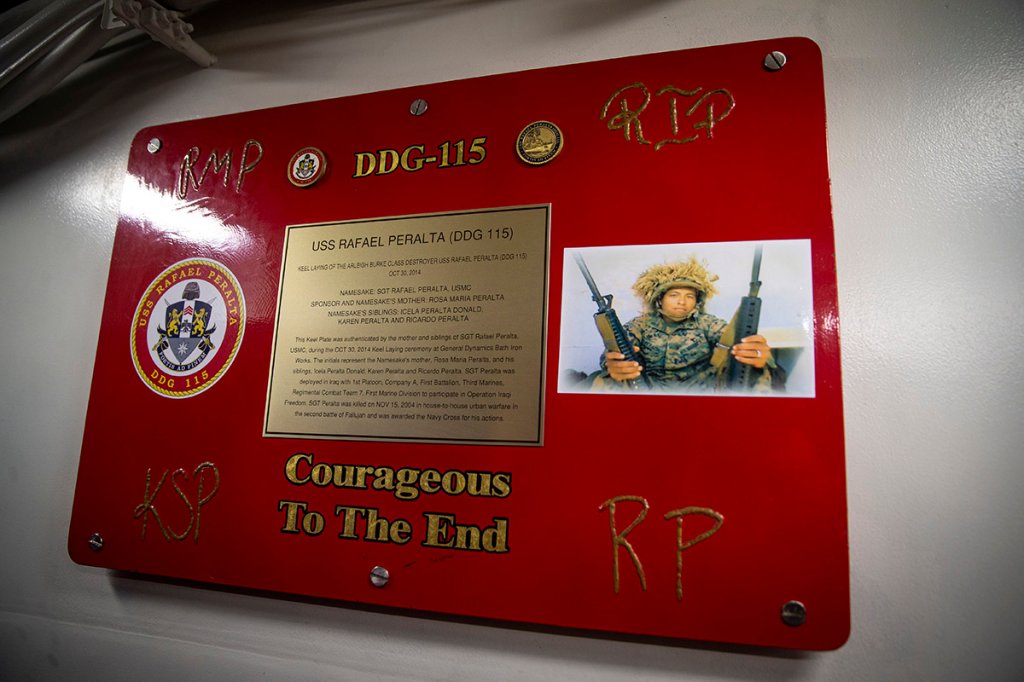 RMP
DDG-115
RIP
USS RAFAEL PERALTA (DDG 115)
KEEL LAYING OF THE ARLEIGH BURKE CLASS DESTROYER USS RAFAEL PERALTA (DDG 115)
OCT 30, 2014
NAMESAKE: SGT RAFAEL PERALTA, USMC
SPONSOR AND NAMESAKE'S MOTHER: ROSA MARIA PERALTA
NAMESAKE'S SIBLINGS: ICELA PERALTA DONALD,
KAREN PERALTA AND RICARDO PERALTA
This Keel Plate was authenticated by the mother and siblings of SGT Rafael Peralta,
USMC, during the OCT 30, 2014 Keel Laying ceremony at General Dynamics Bath Iron
Works. The initials represent the Namesake's mother, Rosa Maria Peralta, and his
siblings, Icela Peralta Donald, Karen Peralta and Ricardo Peralta. SGT Peralta was
deployed in Iraq with 1st Platoon, Company A, First Battalion, Third Marines,
Regimental Combat Team 7, First Marine Division to participate in Operation Iraqi
Freedom. SGT Peralta was killed on NOV 15, 2004 in house-to-house urban warfare in
the second battle of Fallujah and was awarded the Navy Cross for his actions.
USS RAFAEL PERALTA
FORTIS AD FINEM
DDG 115
KSP
Courageous
To The End
RP